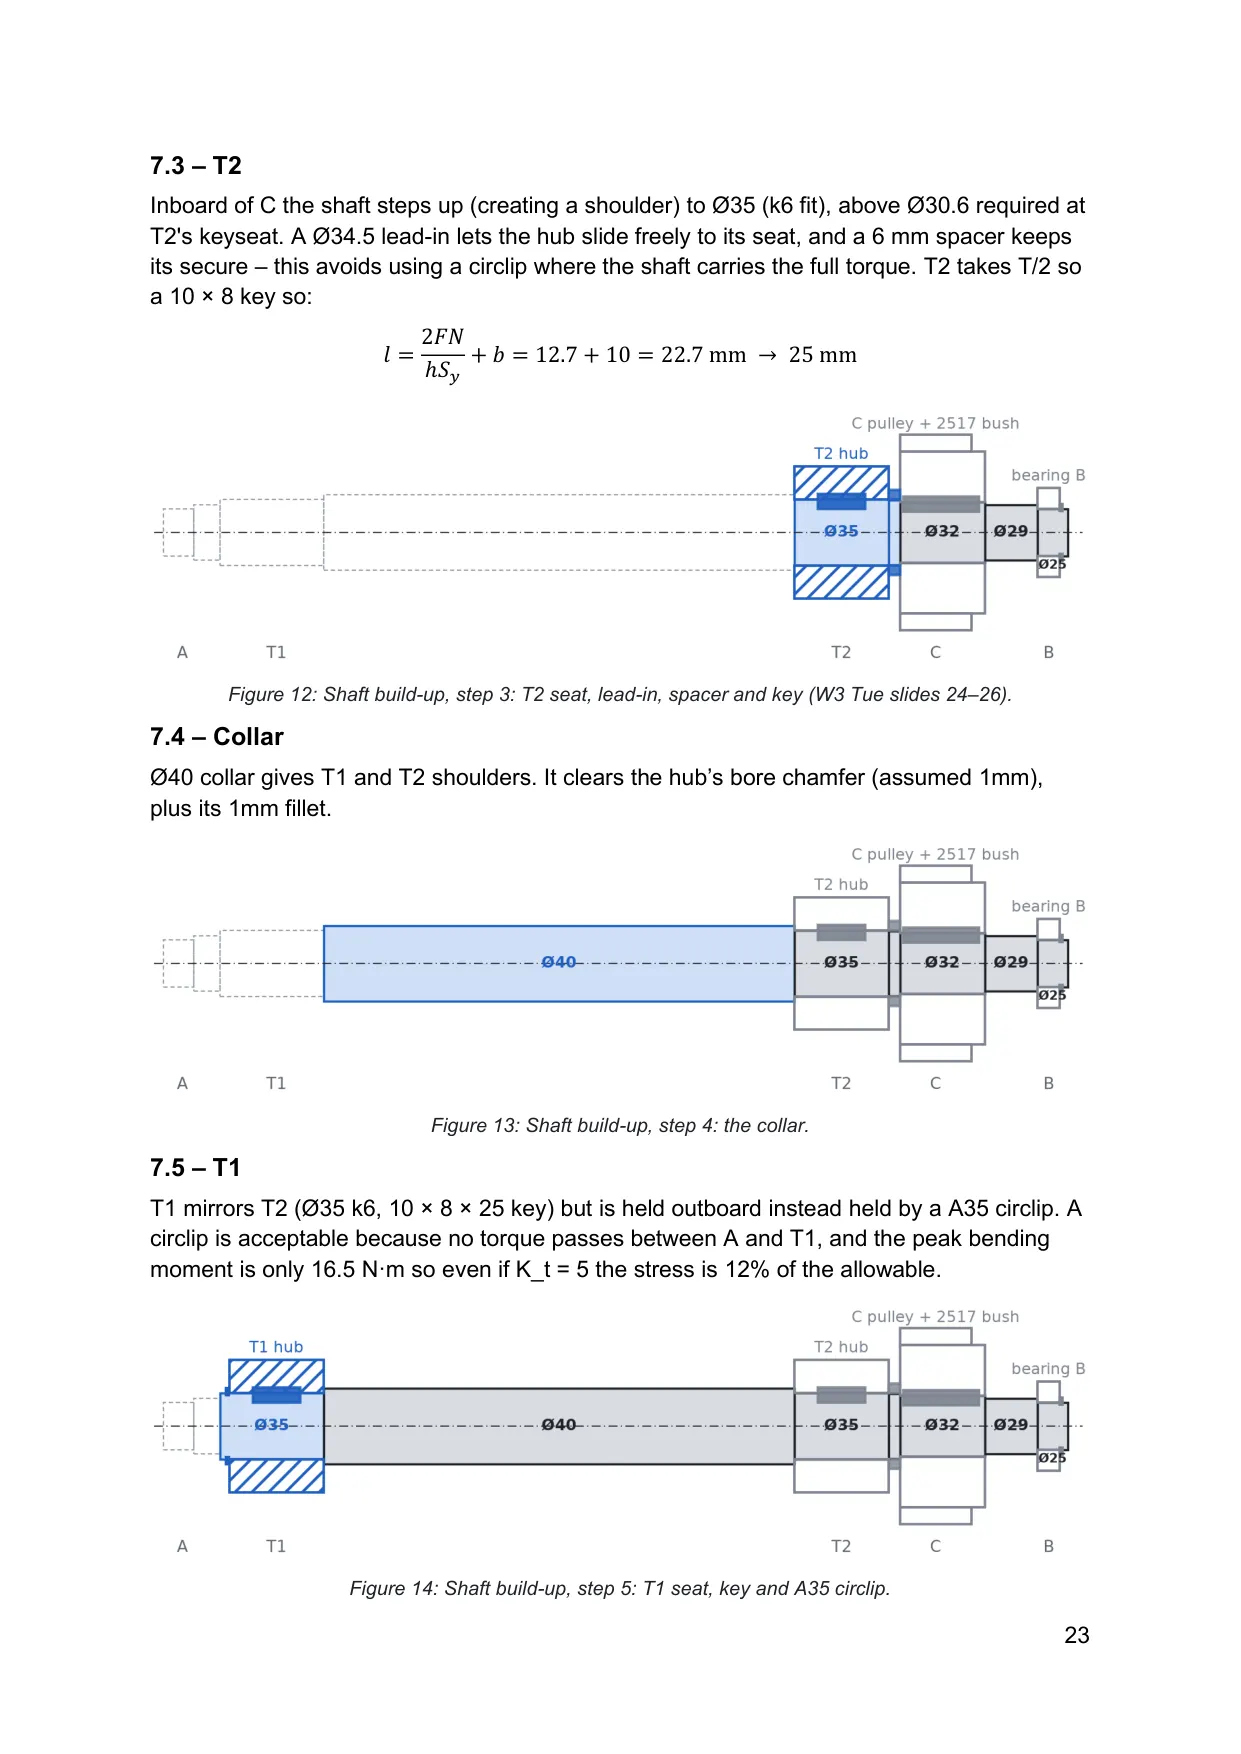 7.3 – T2
Inboard of C the shaft steps up (creating a shoulder) to Ø35 (k6 fit), above Ø30.6 required at
T2's keyseat. A Ø34.5 lead-in lets the hub slide freely to its seat, and a 6 mm spacer keeps
its secure – this avoids using a circlip where the shaft carries the full torque. T2 takes T/2 so
a 10 × 8 key so:
l = 2FN / hS_y + b = 12.7 + 10 = 22.7 mm → 25 mm
C pulley + 2517 bush
T2 hub
bearing B
Ø35 Ø32 Ø29
Ø25
A T1 T2 C B
Figure 12: Shaft build-up, step 3: T2 seat, lead-in, spacer and key (W3 Tue slides 24–26).
7.4 – Collar
Ø40 collar gives T1 and T2 shoulders. It clears the hub’s bore chamfer (assumed 1mm),
plus its 1mm fillet.
C pulley + 2517 bush
T2 hub
bearing B
Ø40 Ø35 Ø32 Ø29
Ø25
A T1 T2 C B
Figure 13: Shaft build-up, step 4: the collar.
7.5 – T1
T1 mirrors T2 (Ø35 k6, 10 × 8 × 25 key) but is held outboard instead held by a A35 circlip. A
circlip is acceptable because no torque passes between A and T1, and the peak bending
moment is only 16.5 N·m so even if K_t = 5 the stress is 12% of the allowable.
C pulley + 2517 bush
T1 hub T2 hub
bearing B
Ø35 Ø40 Ø35 Ø32 Ø29
Ø25
A T1 T2 C B
Figure 14: Shaft build-up, step 5: T1 seat, key and A35 circlip.
23